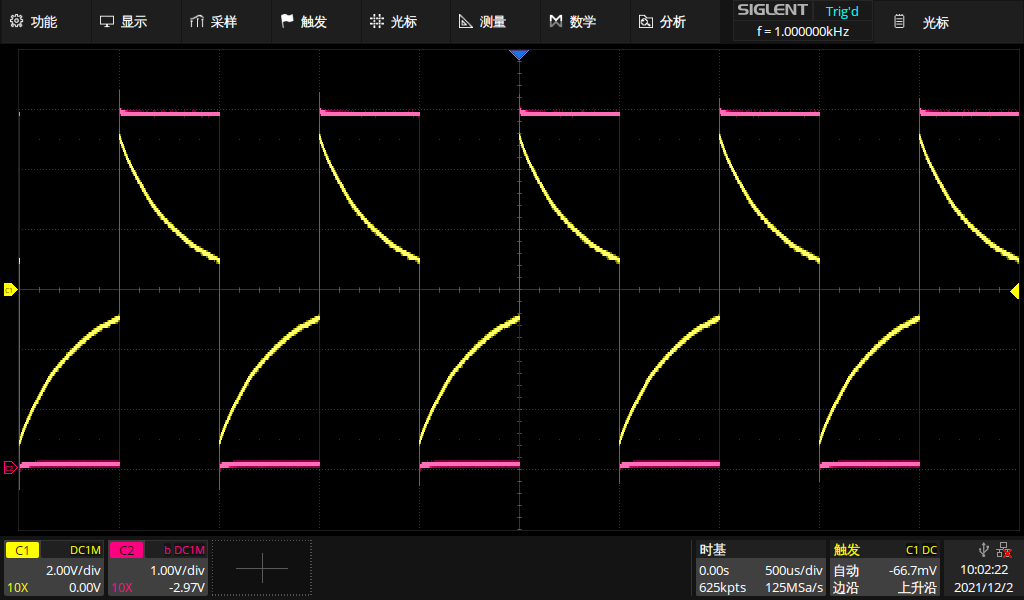 功能 显示 采样 触发 光标 测量 数学 分析 SIGLENT Trig'd 光标
f = 1.000000kHz
C1
C2
C1 DC1M C2 b DC1M 时基 触发 C1 DC
2.00V/div 1.00V/div 0.00s 500us/div 自动 -66.7mV 10:02:22
10X 0.00V 10X -2.97V 625kpts 125MSa/s 边沿 上升沿 2021/12/2